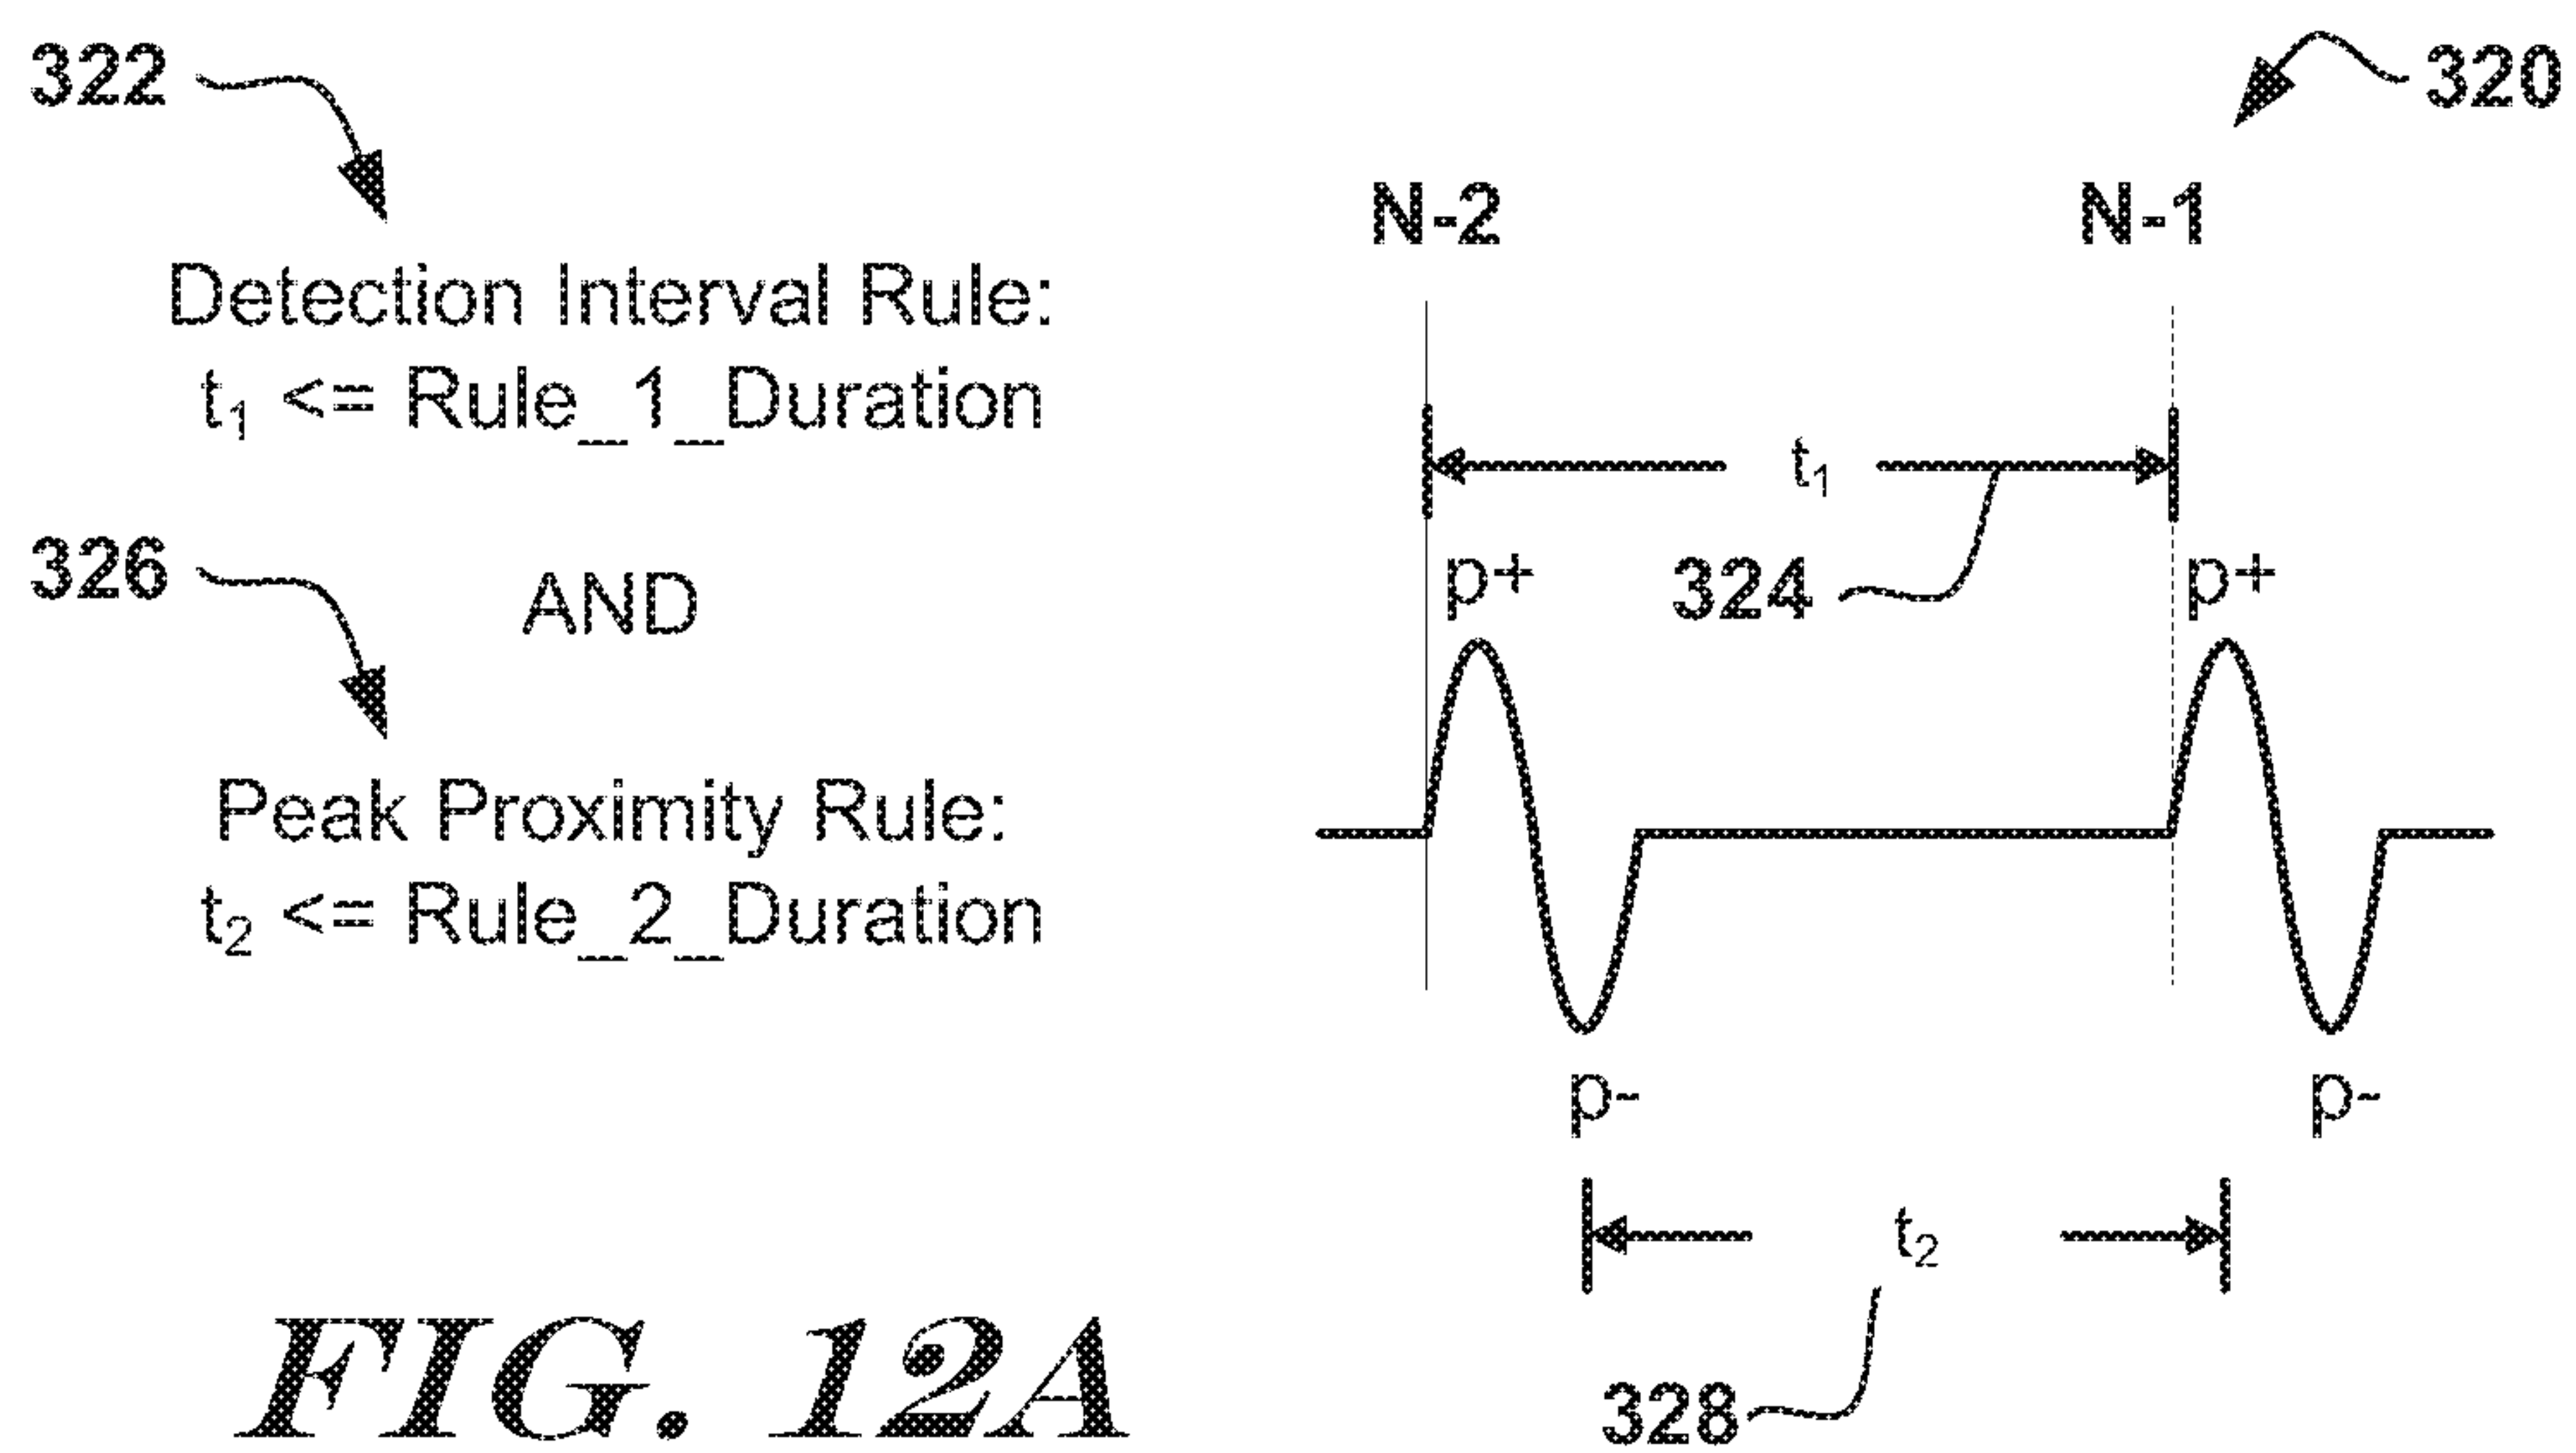 322
320
N-2
N-1
Detection Interval Rule:
t₁ <= Rule_1_Duration
t₁
326
AND
p+
324
p+
Peak Proximity Rule:
t₂ <= Rule_2_Duration
p-
p-
t₂
328
FIG. 12A